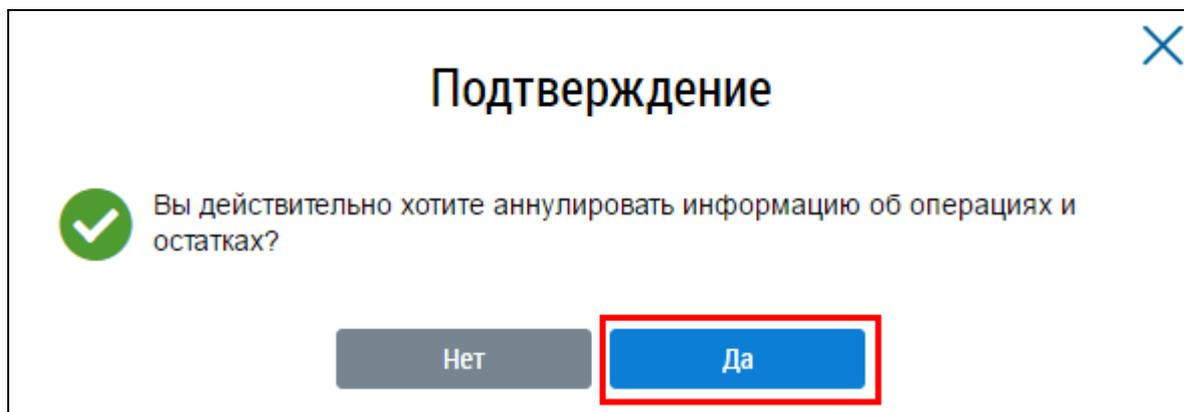 Подтверждение
Вы действительно хотите аннулировать информацию об операциях и
остатках?
Нет
Да